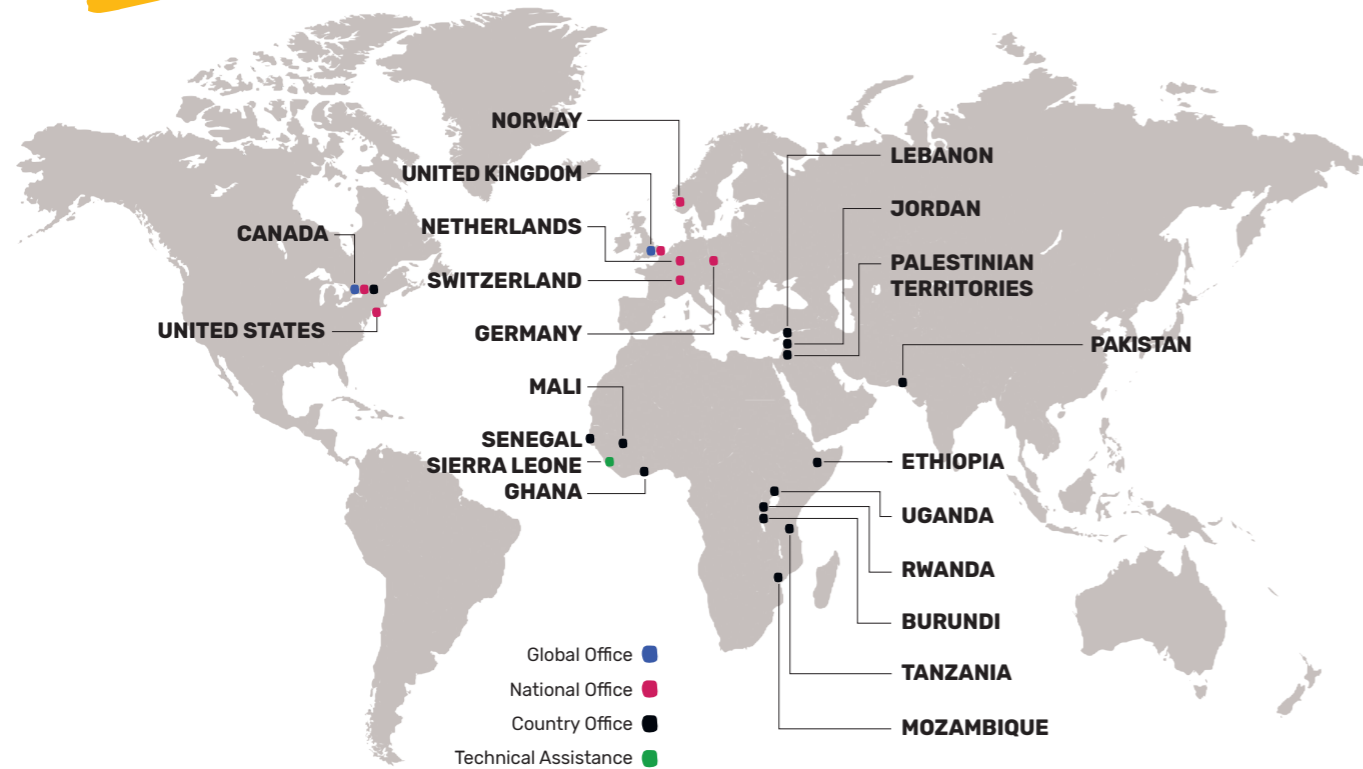 NORWAY
UNITED KINGDOM
NETHERLANDS
CANADA
SWITZERLAND
UNITED STATES
GERMANY
MALI
SENEGAL
SIERRA LEONE
GHANA
LEBANON
JORDAN
PALESTINIAN
TERRITORIES
PAKISTAN
ETHIOPIA
UGANDA
RWANDA
BURUNDI
TANZANIA
MOZAMBIQUE
Global Office
National Office
Country Office
Technical Assistance